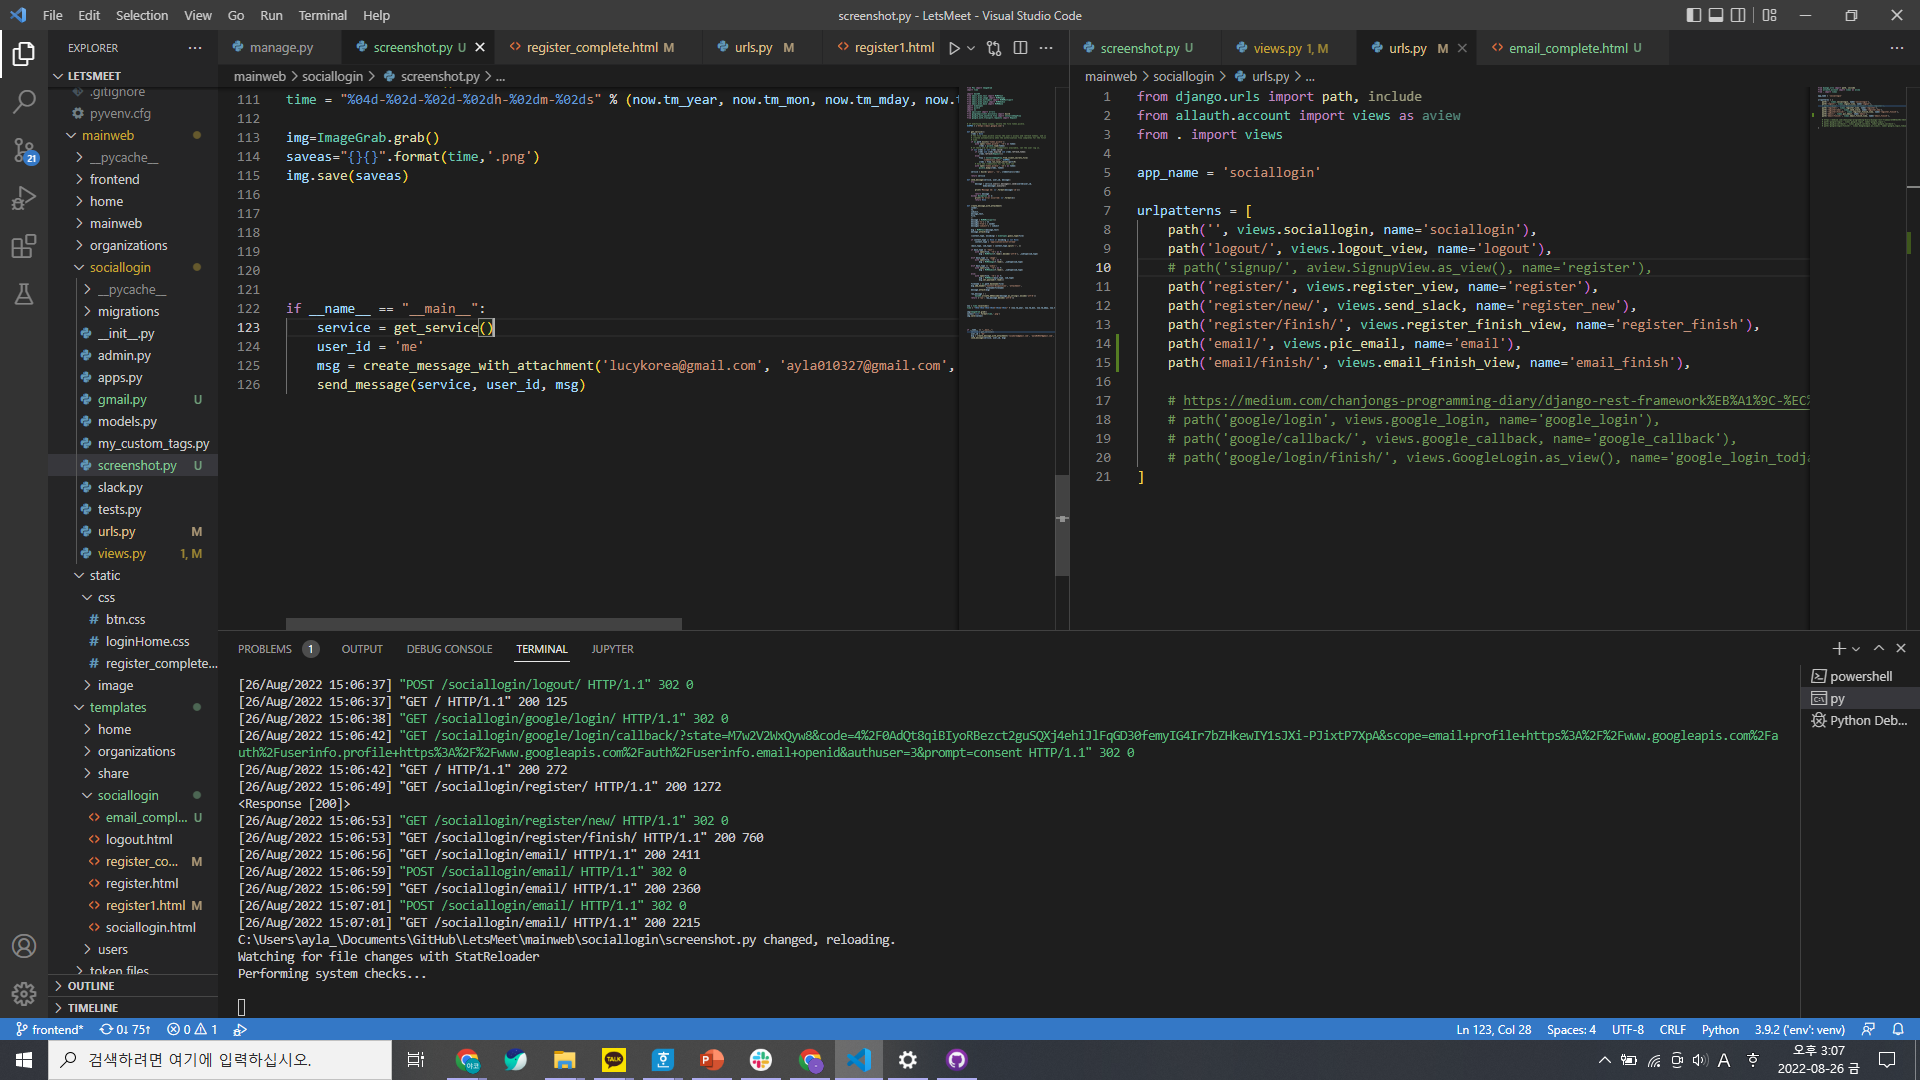 File Edit Selection View Go Run Terminal Help
screenshot.py - LetsMeet - Visual Studio Code
EXPLORER
LETSMEET
.gitignore
pyvenv.cfg
mainweb
__pycache__
frontend
home
mainweb
organizations
sociallogin
__pycache__
migrations
__init__.py
admin.py
apps.py
gmail.py U
models.py
my_custom_tags.py
screenshot.py U
slack.py
tests.py
urls.py M
views.py 1, M
static
css
# btn.css
# loginHome.css
# register_complete...
image
templates
home
organizations
share
sociallogin
<> email_compl... U
<> logout.html
<> register_co... M
<> register.html
<> register1.html M
<> sociallogin.html
users
token files
OUTLINE
TIMELINE
manage.py screenshot.py U register_complete.html M urls.py M register1.html
mainweb > sociallogin > screenshot.py > ...
111 time = "%04d-%02d-%02d-%02dh-%02dm-%02ds" % (now.tm_year, now.tm_mon, now.tm_mday, now.t
112
113 img=ImageGrab.grab()
114 saveas="{}{}".format(time,'.png')
115 img.save(saveas)
116
117
118
119
120
121
122 if __name__ == "__main__":
123 service = get_service()
124 user_id = 'me'
125 msg = create_message_with_attachment('lucykorea@gmail.com', 'ayla010327@gmail.com',
126 send_message(service, user_id, msg)
screenshot.py U views.py 1, M urls.py M email_complete.html U
mainweb > sociallogin > urls.py > ...
1 from django.urls import path, include
2 from allauth.account import views as aview
3 from . import views
4
5 app_name = 'sociallogin'
6
7 urlpatterns = [
8 path('', views.sociallogin, name='sociallogin'),
9 path('logout/', views.logout_view, name='logout'),
10 # path('signup/', aview.SignupView.as_view(), name='register'),
11 path('register/', views.register_view, name='register'),
12 path('register/new/', views.send_slack, name='register_new'),
13 path('register/finish/', views.register_finish_view, name='register_finish'),
14 path('email/', views.pic_email, name='email'),
15 path('email/finish/', views.email_finish_view, name='email_finish'),
16
17 # https://medium.com/chanjongs-programming-diary/django-rest-framework%EB%A1%9C-%EC%
18 # path('google/login', views.google_login, name='google_login'),
19 # path('google/callback/', views.google_callback, name='google_callback'),
20 # path('google/login/finish/', views.GoogleLogin.as_view(), name='google_login_todja
21 ]
PROBLEMS 1 OUTPUT DEBUG CONSOLE TERMINAL JUPYTER
[26/Aug/2022 15:06:37] "POST /sociallogin/logout/ HTTP/1.1" 302 0
[26/Aug/2022 15:06:37] "GET / HTTP/1.1" 200 125
[26/Aug/2022 15:06:38] "GET /sociallogin/google/login/ HTTP/1.1" 302 0
[26/Aug/2022 15:06:42] "GET /sociallogin/google/login/callback/?state=M7w2V2WxQyw8&code=4%2F0AdQt8qiBIyoRBezct2guSQXj4ehiJlFqGD30femyIG4Ir7bZHkewIY1sJXi-PJixtP7XpA&scope=email+profile+https%3A%2F%2Fwww.googleapis.com%2Fa
uth%2Fuserinfo.profile+https%3A%2F%2Fwww.googleapis.com%2Fauth%2Fuserinfo.email+openid&authuser=3&prompt=consent HTTP/1.1" 302 0
[26/Aug/2022 15:06:42] "GET / HTTP/1.1" 200 272
[26/Aug/2022 15:06:49] "GET /sociallogin/register/ HTTP/1.1" 200 1272
<Response [200]>
[26/Aug/2022 15:06:53] "GET /sociallogin/register/new/ HTTP/1.1" 302 0
[26/Aug/2022 15:06:53] "GET /sociallogin/register/finish/ HTTP/1.1" 200 760
[26/Aug/2022 15:06:56] "GET /sociallogin/email/ HTTP/1.1" 200 2411
[26/Aug/2022 15:06:59] "POST /sociallogin/email/ HTTP/1.1" 302 0
[26/Aug/2022 15:06:59] "GET /sociallogin/email/ HTTP/1.1" 200 2360
[26/Aug/2022 15:07:01] "POST /sociallogin/email/ HTTP/1.1" 302 0
[26/Aug/2022 15:07:01] "GET /sociallogin/email/ HTTP/1.1" 200 2215
C:\Users\ayla_\Documents\GitHub\LetsMeet\mainweb\sociallogin\screenshot.py changed, reloading.
Watching for file changes with StatReloader
Performing system checks...
powershell
py
Python Deb...
21
frontend* 0↓ 75↑ 0 1
Ln 123, Col 28 Spaces: 4 UTF-8 CRLF Python 3.9.2 ('env': venv)
검색하려면 여기에 입력하십시오.
TALK
A
오후 3:07
2022-08-26 금